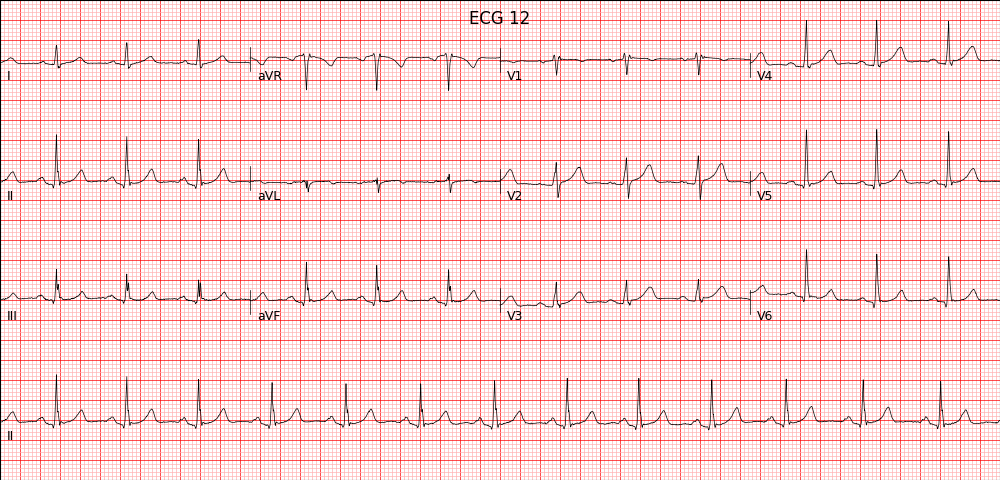 ECG 12
I aVR V1 V4
II aVL V2 V5
III aVF V3 V6
II